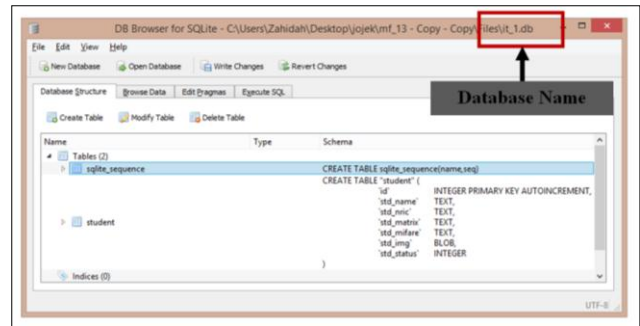 DB Browser for SQLite - C:\Users\Zahidah\Desktop\jojek\mf_13 - Copy - Copy\Files\it_1.db
File Edit View Help
New Database Open Database Write Changes Revert Changes
Database Name
Database Structure Browse Data Edit Pragmas Execute SQL
Create Table Modify Table Delete Table
Name Type Schema
Tables (2)
sqlite_sequence CREATE TABLE sqlite_sequence(name,seq)
CREATE TABLE "student" (
`id` INTEGER PRIMARY KEY AUTOINCREMENT,
`std_name` TEXT,
`std_nric` TEXT,
student `std_matrix` TEXT,
`std_mifare` TEXT,
`std_img` BLOB,
`std_status` INTEGER
)
Indices (0)
UTF-8